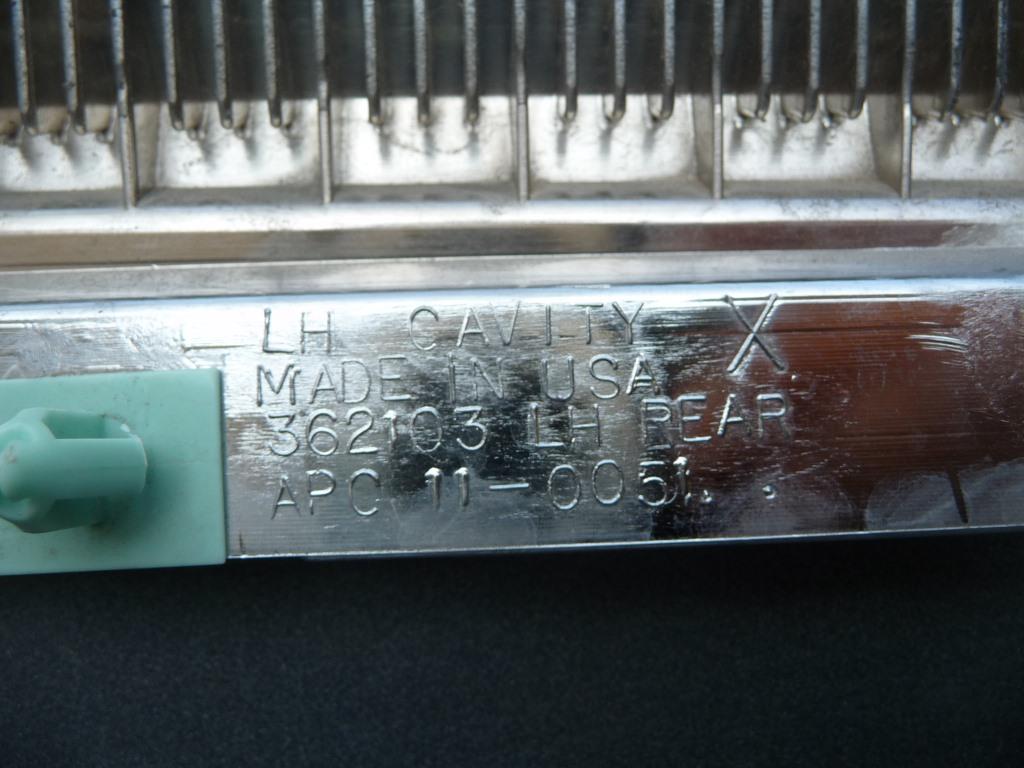 LH CAVITY X
MADE IN USA
362103 LH REAR
APC 11-0051.